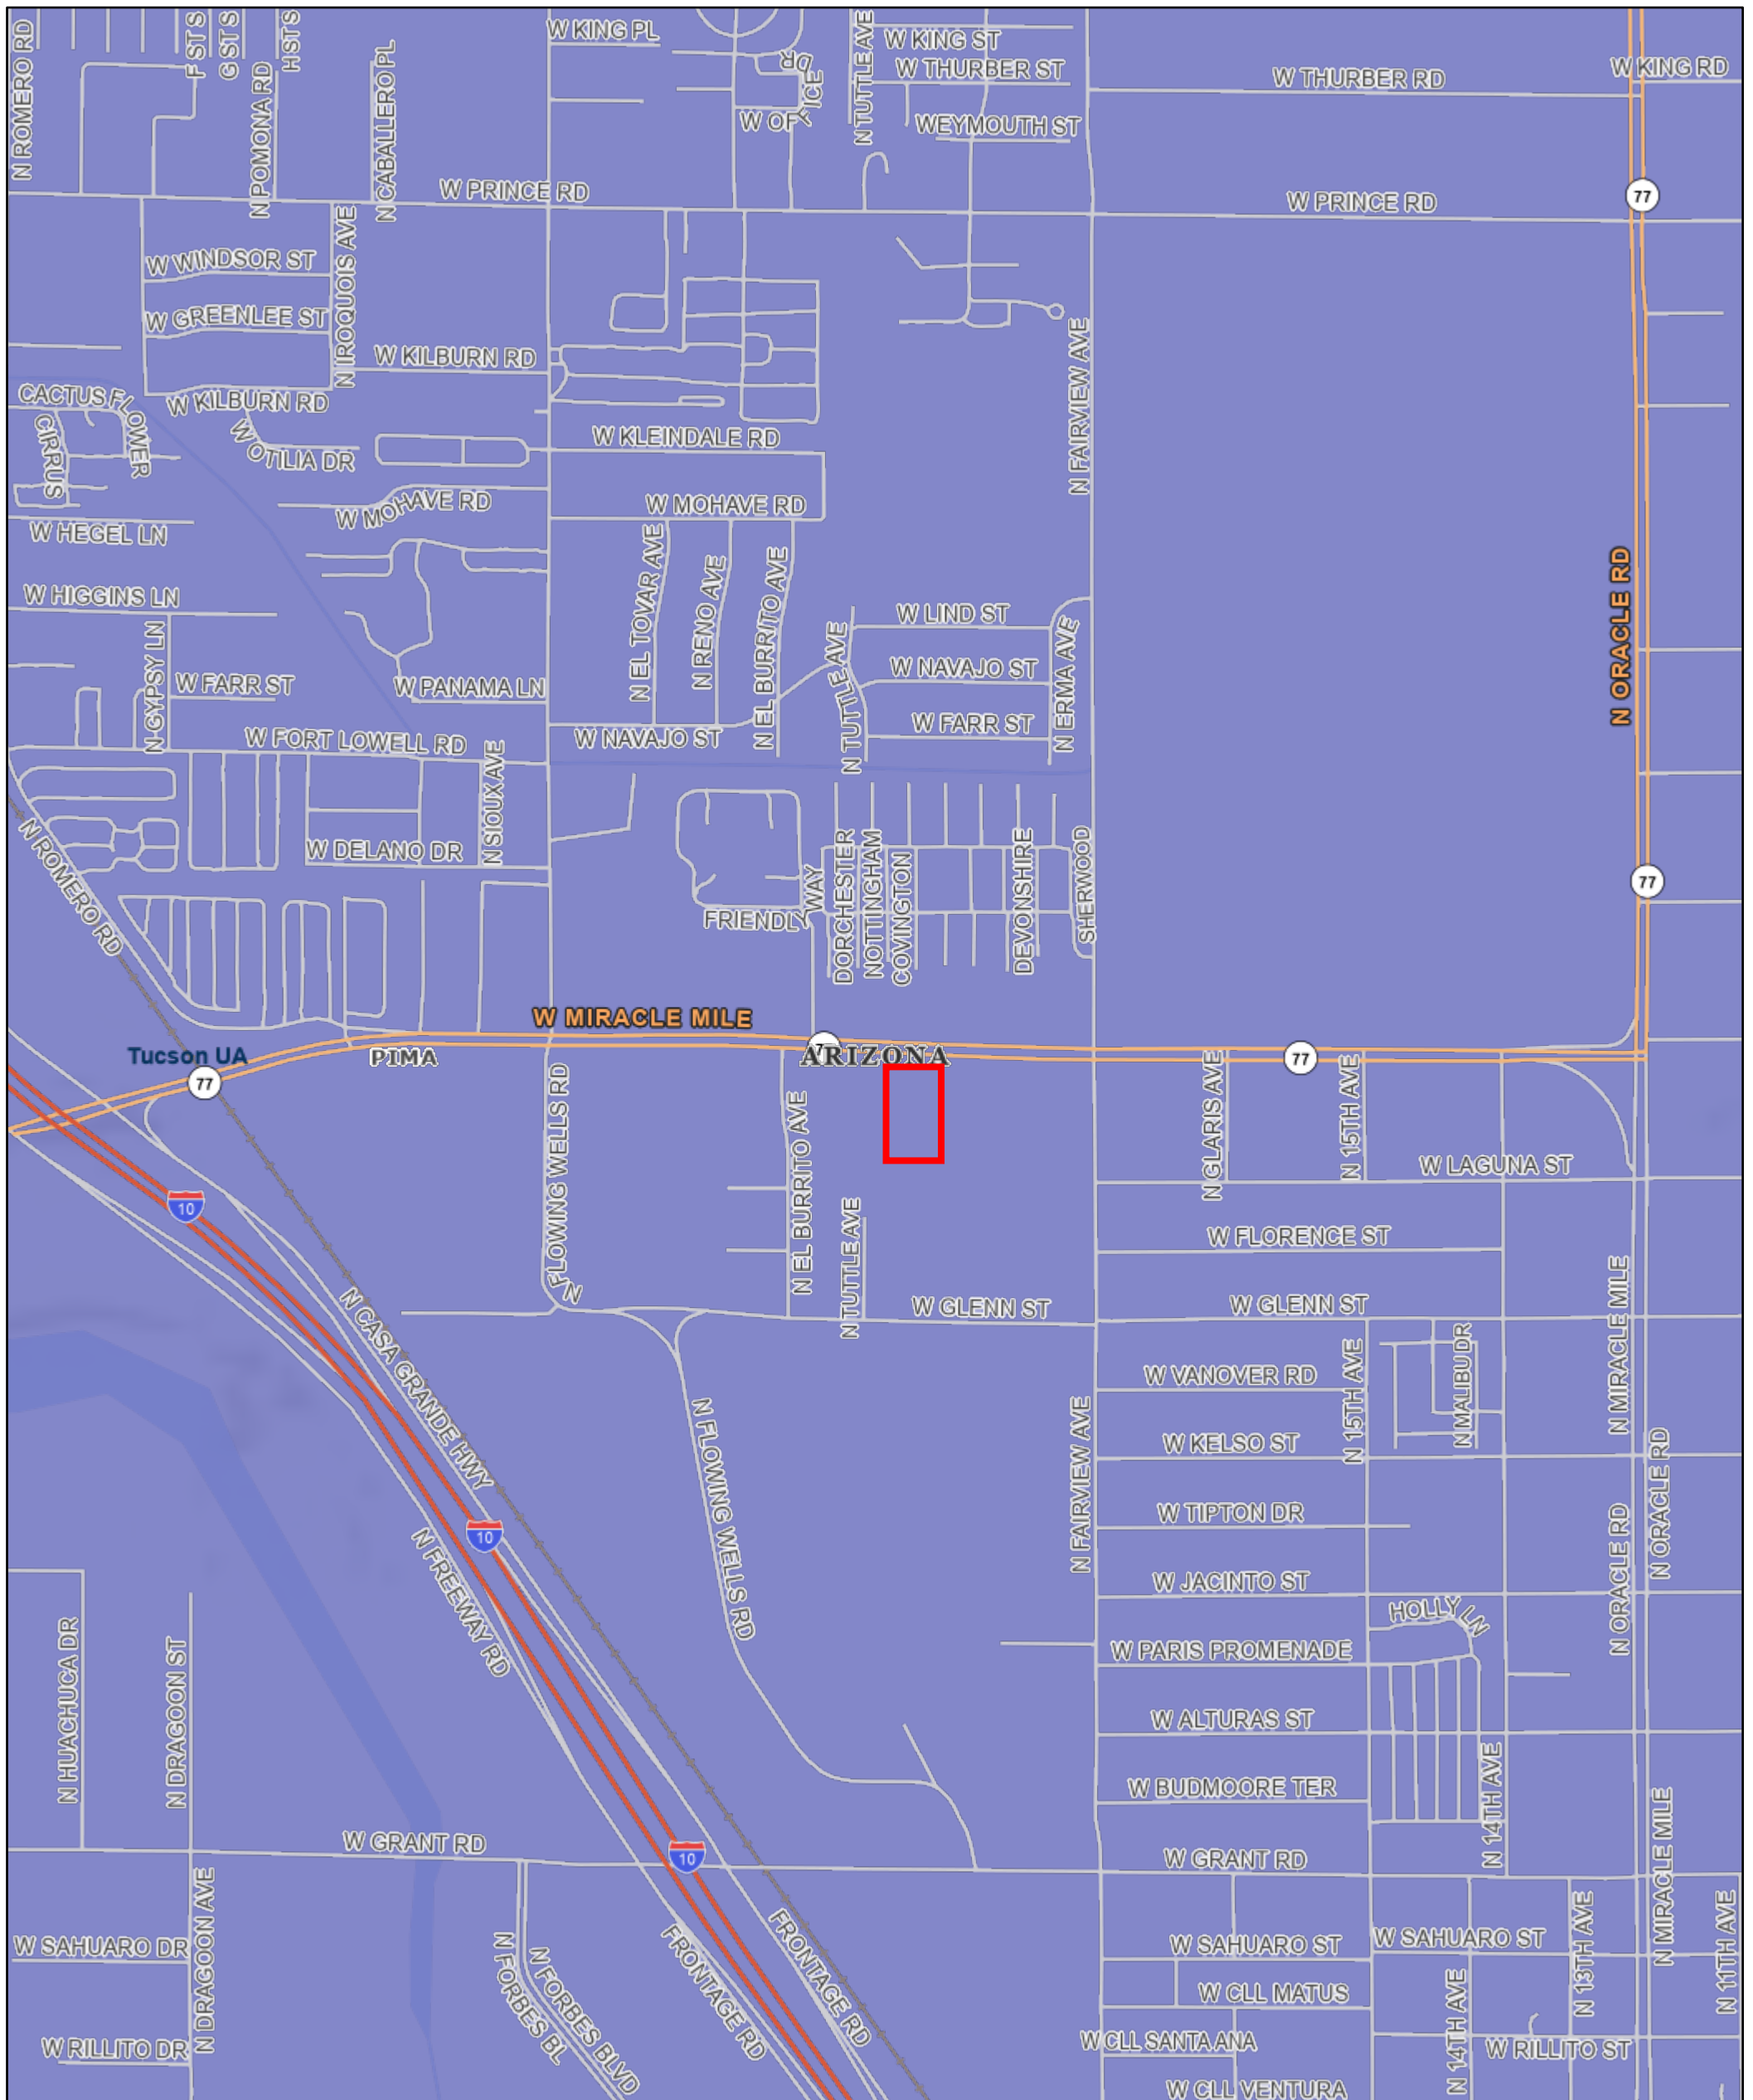 N ROMERO RD
F ST S
G ST S
H ST S
N POMONA RD
N CABALLERO PL
W KING PL
W OFFICE DR
N TUTTLE AVE
W KING ST
W THURBER ST
WEYMOUTH ST
W THURBER RD
W KING RD
W PRINCE RD
W PRINCE RD
77
W WINDSOR ST
W GREENLEE ST
N IROQUOIS AVE
W KILBURN RD
W KILBURN RD
N FAIRVIEW AVE
CACTUS FLOWER
CIRRUS
W OTILIA DR
W KLEINDALE RD
W MOHAVE RD
W MOHAVE RD
W HEGEL LN
W HIGGINS LN
N EL TOVAR AVE
N RENO AVE
N EL BURRITO AVE
N ORACLE RD
W LIND ST
N GYPSY LN
W FARR ST
W PANAMA LN
N TUTTLE AVE
W NAVAJO ST
N ERMA AVE
W FARR ST
W FORT LOWELL RD
N SIOUX AVE
W NAVAJO ST
N ROMERO RD
W DELANO DR
FRIENDLY WAY
DORCHESTER
NOTTINGHAM
COVINGTON
DEVONSHIRE
SHERWOOD
77
W MIRACLE MILE
Tucson UA
PIMA
ARIZONA
77
77
N FLOWING WELLS RD
N EL BURRITO AVE
N TUTTLE AVE
N GLARIS AVE
N 15TH AVE
W LAGUNA ST
10
W FLORENCE ST
N CASA GRANDE HWY
W GLENN ST
W GLENN ST
N MIRACLE MILE
W VANOVER RD
N 15TH AVE
N MALIBU DR
N FLOWING WELLS RD
N FAIRVIEW AVE
W KELSO ST
N ORACLE RD
10
N FREEWAY RD
W TIPTON DR
N ORACLE RD
W JACINTO ST
HOLLY LN
N HUACHUCA DR
N DRAGOON ST
W PARIS PROMENADE
W ALTURAS ST
W BUDMOORE TER
N 14TH AVE
N MIRACLE MILE
W GRANT RD
10
W GRANT RD
W SAHUARO DR
N DRAGOON AVE
N FORBES BL
N FORBES BLVD
FRONTAGE RD
FRONTAGE RD
W SAHUARO ST
W SAHUARO ST
N 13TH AVE
N 11TH AVE
W CLL MATUS
N 14TH AVE
W RILLITO DR
W CLL SANTA ANA
W RILLITO ST
W CLL VENTURA